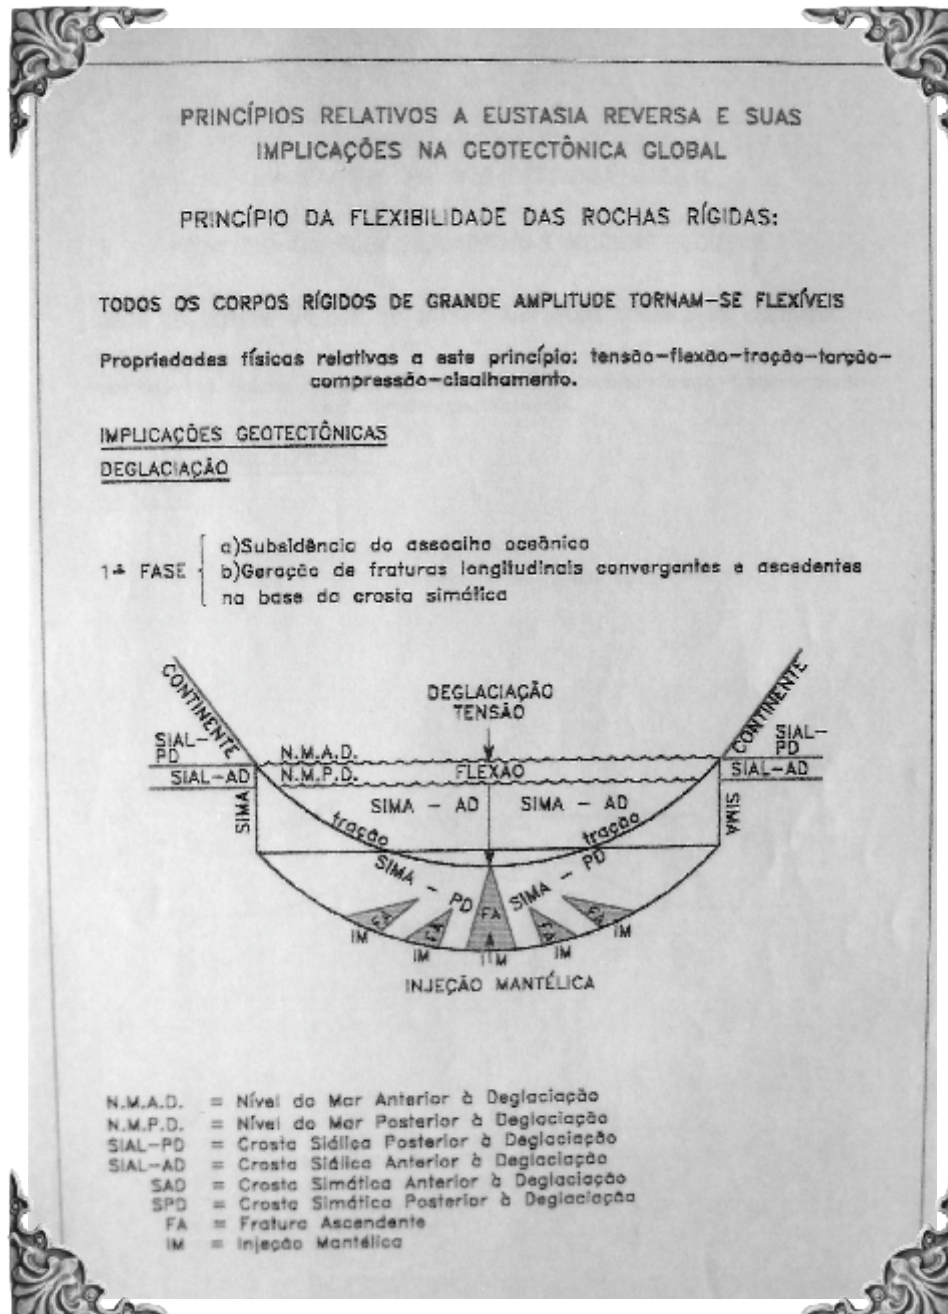 PRINCÍPIOS RELATIVOS A EUSTASIA REVERSA E SUAS
IMPLICAÇÕES NA GEOTECTÔNICA GLOBAL
PRINCÍPIO DA FLEXIBILIDADE DAS ROCHAS RÍGIDAS:
TODOS OS CORPOS RÍGIDOS DE GRANDE AMPLITUDE TORNAM-SE FLEXÍVEIS
Propriedades físicas relativas a este princípio: tensão-flexão-tração-torção-
compressão-cisalhamento.
IMPLICAÇÕES GEOTECTÔNICAS
DEGLACIAÇÃO
a)Subsidência do assoalho oceânico
1ª FASE b)Geração de fraturas longitudinais convergentes e ascedentes
na base da crosta simática
CONTINENTE CONTINENTE
DEGLACIAÇÃO
TENSÃO
SIAL-PD N.M.A.D. SIAL-PD
SIAL-AD N.M.P.D. FLEXÃO SIAL-AD
SIMA SIMA - AD SIMA - AD SIMA
tração tração
SIMA - PD SIMA - PD
FA FA FA FA FA
IM IM IM IM IM
INJEÇÃO MANTÉLICA
N.M.A.D. = Nível do Mar Anterior à Deglaciação
N.M.P.D. = Nível do Mar Posterior à Deglaciação
SIAL-PD = Crosta Siálica Posterior à Deglaciação
SIAL-AD = Crosta Siálica Anterior à Deglaciação
SAD = Crosta Simática Anterior à Deglaciação
SPD = Crosta Simática Posterior à Deglaciação
FA = Fratura Ascendente
IM = Injeção Mantélica